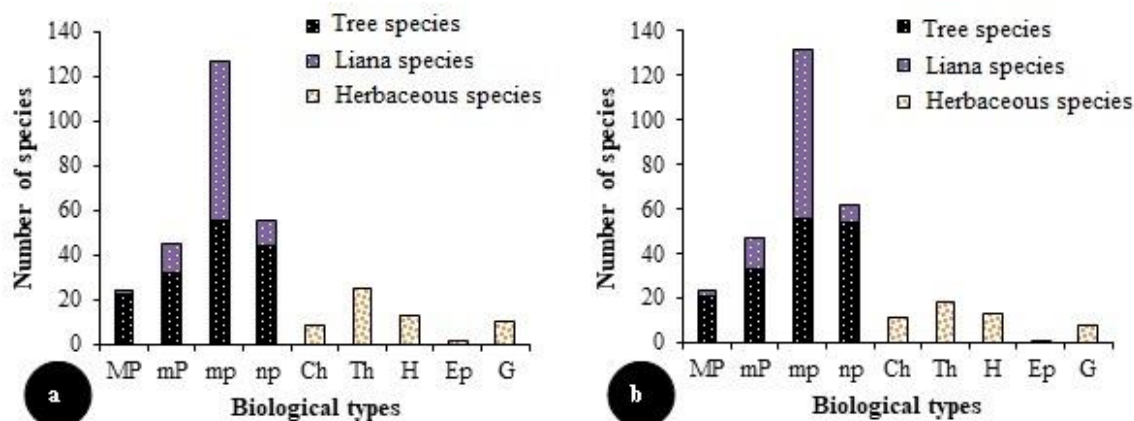 Number of species
140
120
100
80
60
40
20
0
Tree species
Liana species
Herbaceous species
MP mP mp np Ch Th H Ep G
Biological types
a
Number of species
140
120
100
80
60
40
20
0
Tree species
Liana species
Herbaceous species
MP mP mp np Ch Th H Ep G
Biological types
b